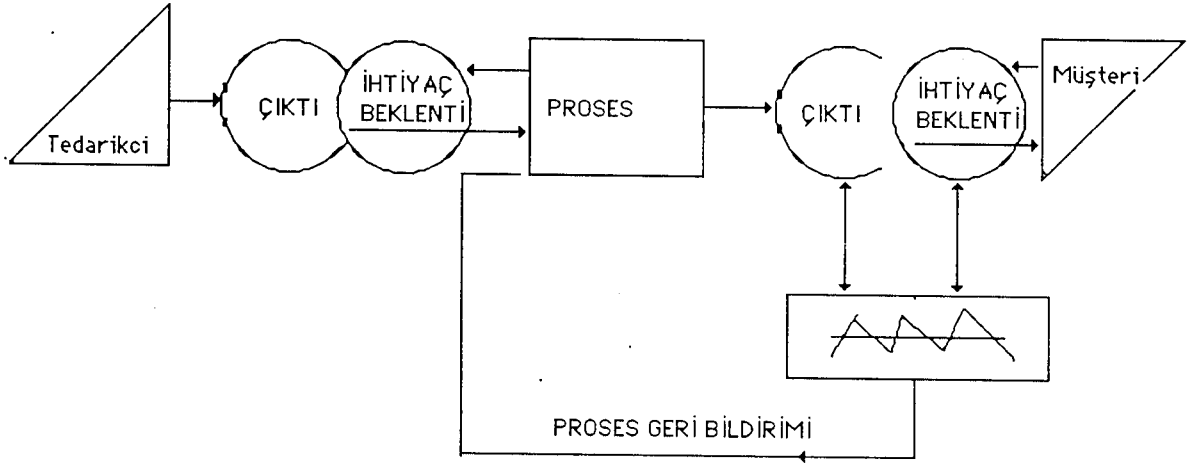 Tedarikci
ÇIKTI
İHTİYAÇ
BEKLENTİ
PROSES
ÇIKTI
İHTİYAÇ
BEKLENTİ
Müşteri
PROSES GERİ BİLDİRİMİ